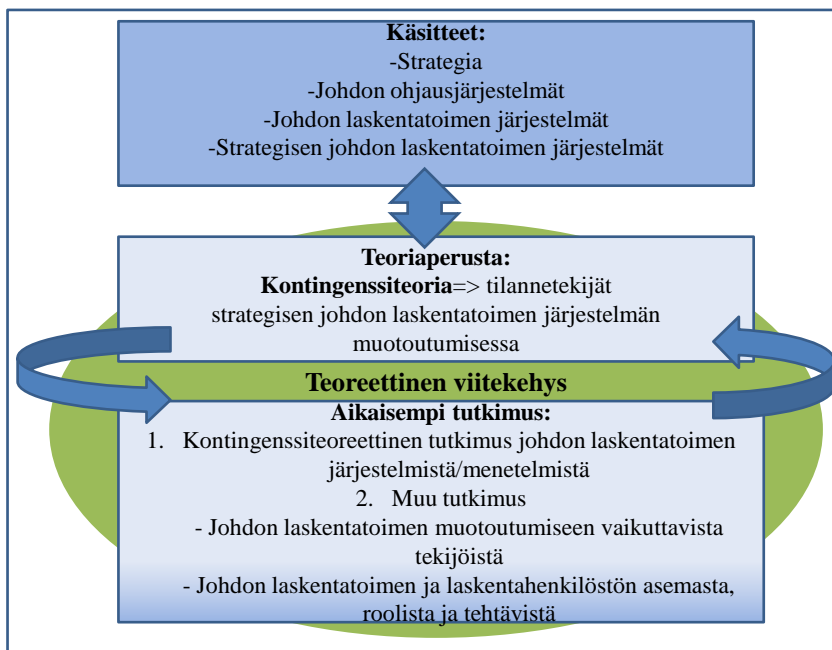 Käsitteet:
-Strategia
-Johdon ohjausjärjestelmät
-Johdon laskentatoimen järjestelmät
-Strategisen johdon laskentatoimen järjestelmät
Teoriaperusta:
Kontingenssiteoria=> tilannetekijät
strategisen johdon laskentatoimen järjestelmän
muotoutumisessa
Teoreettinen viitekehys
Aikaisempi tutkimus:
1. Kontingenssiteoreettinen tutkimus johdon laskentatoimen
järjestelmistä/menetelmistä
2. Muu tutkimus
- Johdon laskentatoimen muotoutumiseen vaikuttavista
tekijöistä
- Johdon laskentatoimen ja laskentahenkilöstön asemasta,
roolista ja tehtävistä